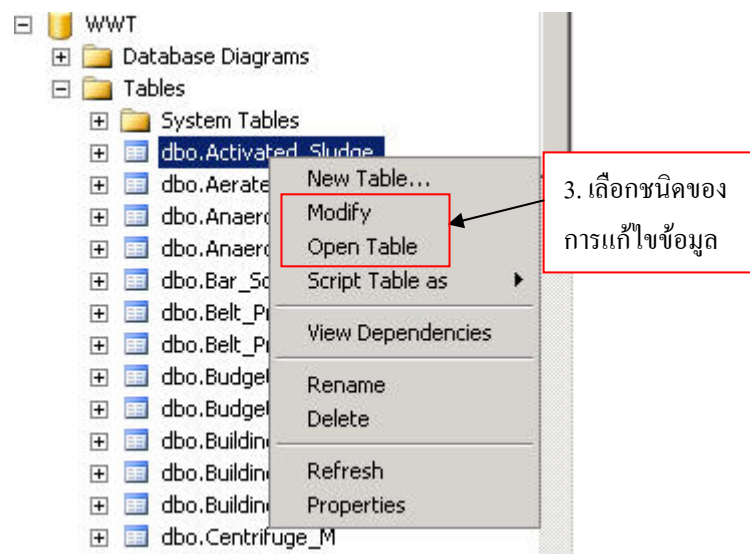 WWT
Database Diagrams
Tables
System Tables
dbo.Activated_Sludge
dbo.Aerate
dbo.Anaero
dbo.Anaero
dbo.Bar_Sc
dbo.Belt_Pr
dbo.Belt_Pr
dbo.Budget
dbo.Budget
dbo.Building
dbo.Building
dbo.Building
dbo.Centrifuge_M
New Table...
Modify
Open Table
Script Table as
View Dependencies
Rename
Delete
Refresh
Properties
3. เลือกชนิดของ
การแก้ไขข้อมูล